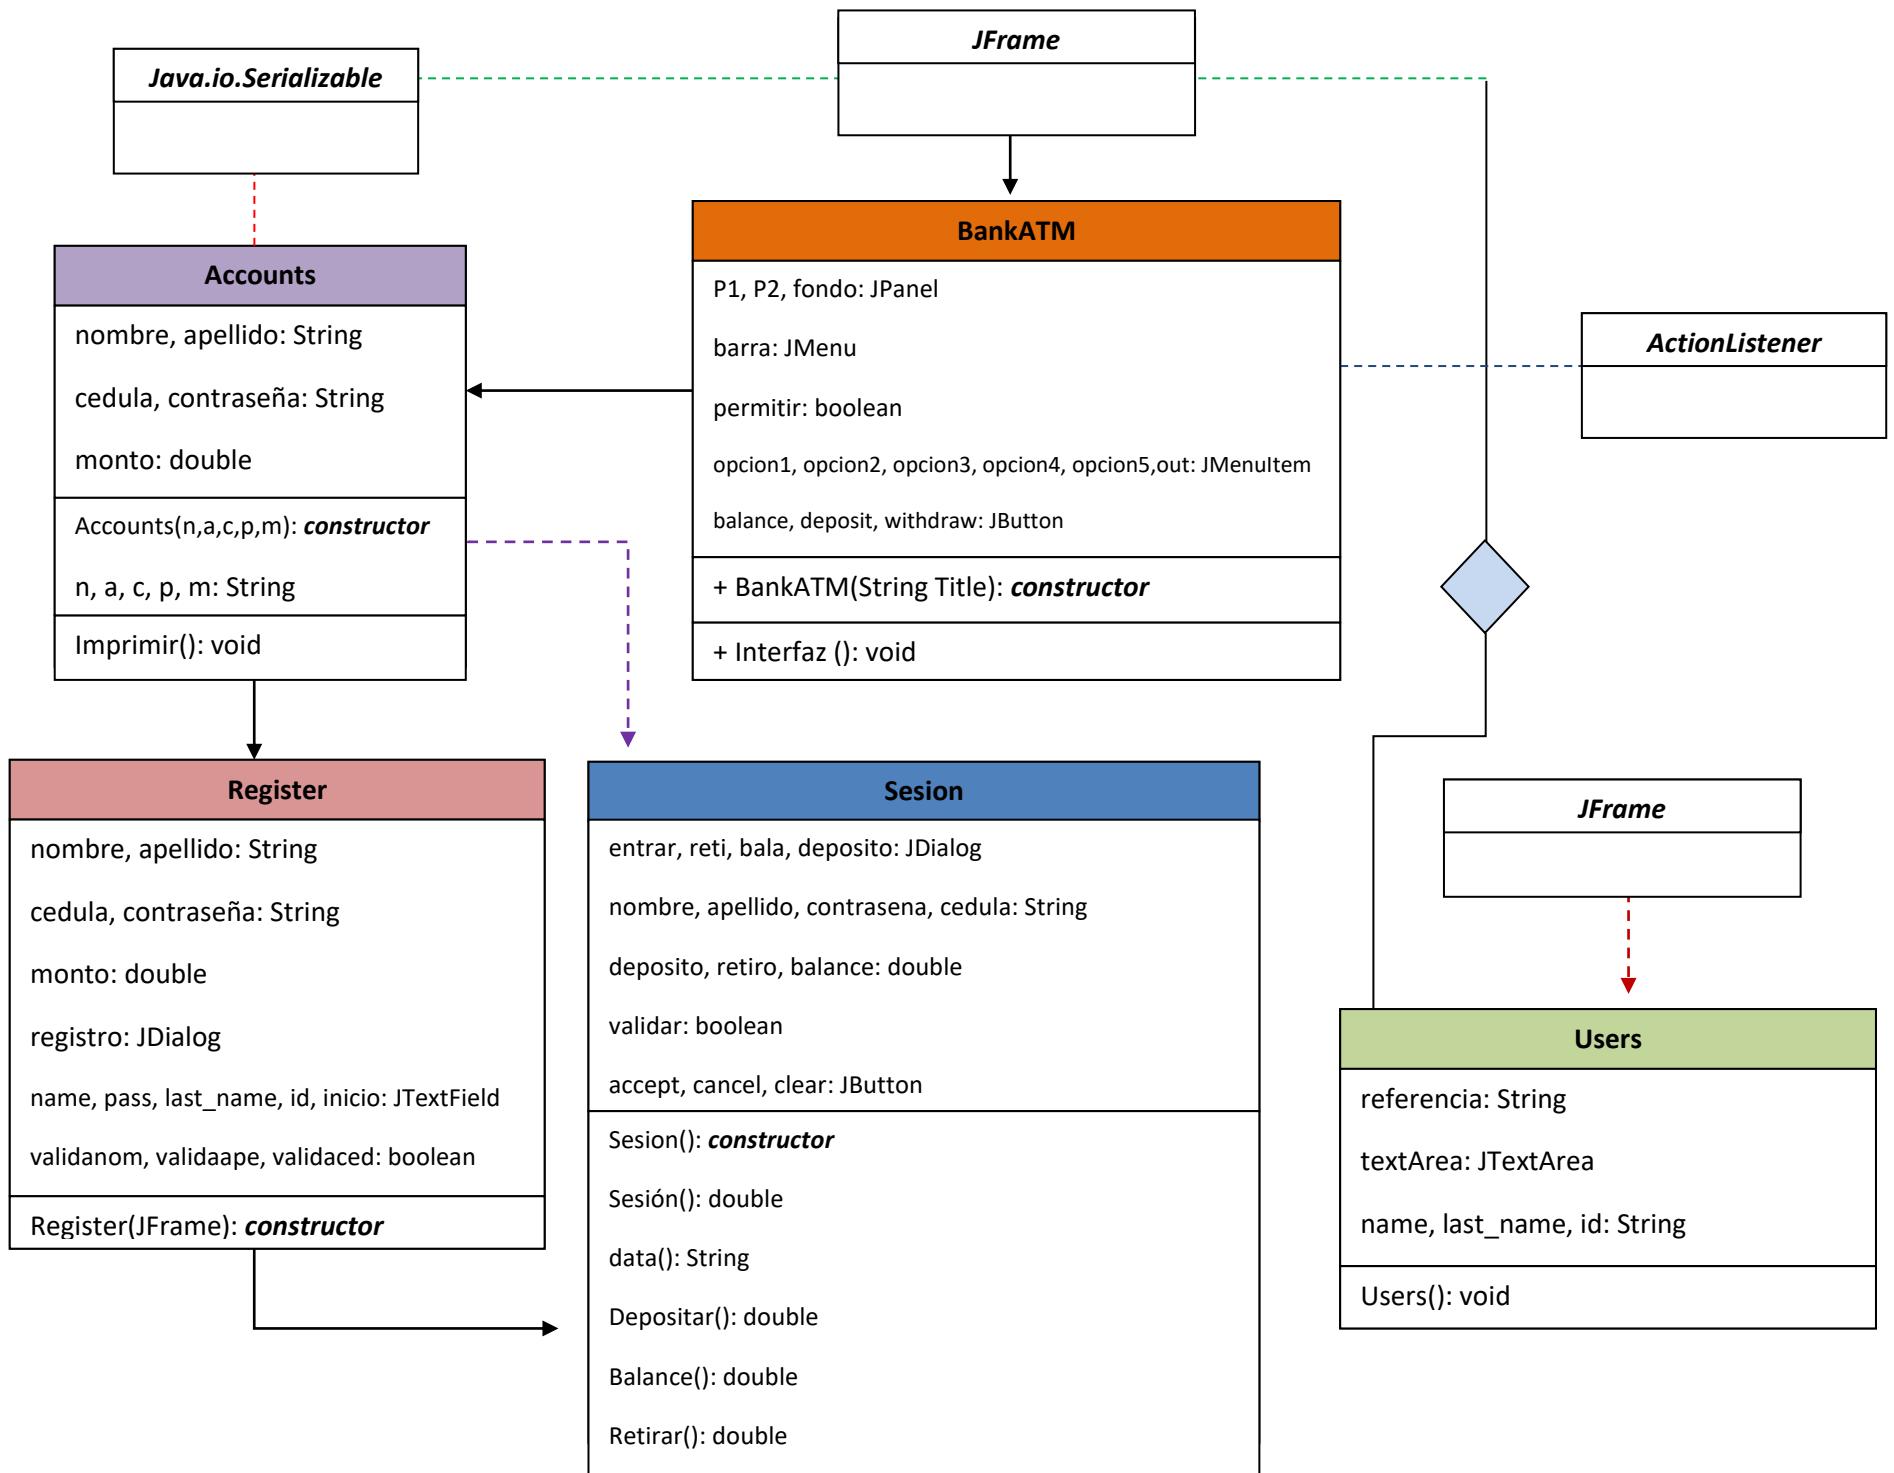 JFrame
Java.io.Serializable
BankATM
P1, P2, fondo: JPanel
barra: JMenu
permitir: boolean
opcion1, opcion2, opcion3, opcion4, opcion5,out: JMenuItem
balance, deposit, withdraw: JButton
+ BankATM(String Title): constructor
+ Interfaz (): void
Accounts
nombre, apellido: String
cedula, contraseña: String
monto: double
Accounts(n,a,c,p,m): constructor
n, a, c, p, m: String
Imprimir(): void
ActionListener
Register
nombre, apellido: String
cedula, contraseña: String
monto: double
registro: JDialog
name, pass, last_name, id, inicio: JTextField
validanom, validaape, validaced: boolean
Register(JFrame): constructor
Sesion
entrar, reti, bala, deposito: JDialog
nombre, apellido, contrasena, cedula: String
deposito, retiro, balance: double
validar: boolean
accept, cancel, clear: JButton
Sesion(): constructor
Sesión(): double
data(): String
Depositar(): double
Balance(): double
Retirar(): double
JFrame
Users
referencia: String
textArea: JTextArea
name, last_name, id: String
Users(): void